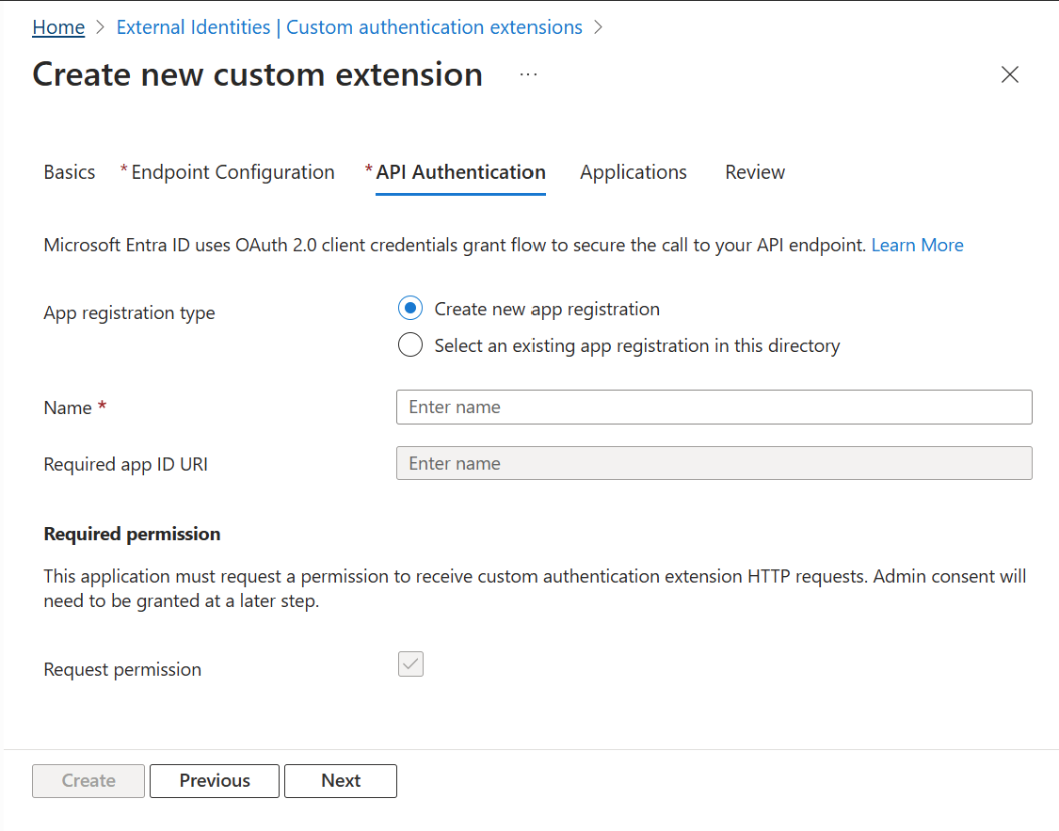 Home > External Identities | Custom authentication extensions >
Create new custom extension ...
Basics * Endpoint Configuration * API Authentication Applications Review
Microsoft Entra ID uses OAuth 2.0 client credentials grant flow to secure the call to your API endpoint. Learn More
App registration type
Create new app registration
Select an existing app registration in this directory
Name * Enter name
Required app ID URI Enter name
Required permission
This application must request a permission to receive custom authentication extension HTTP requests. Admin consent will
need to be granted at a later step.
Request permission
Create Previous Next